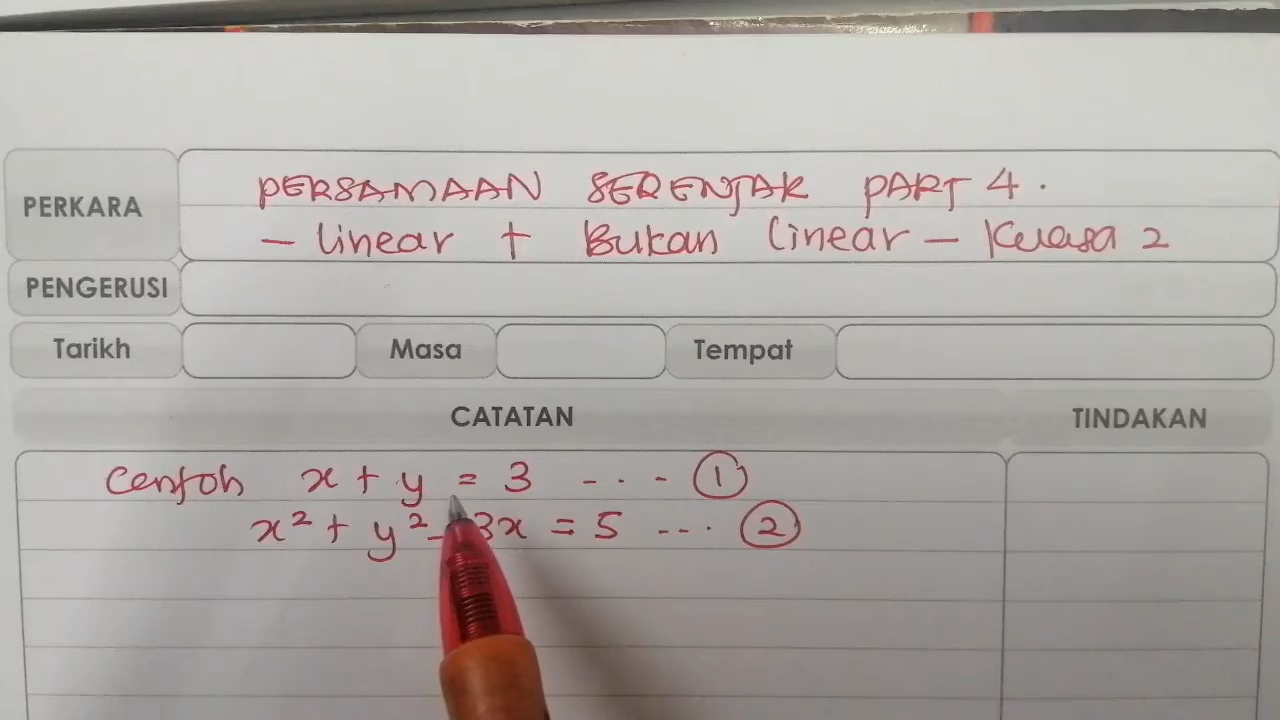 PERKARA
PERSAMAAN SERENTAK PART 4.
- linear + Bukan linear - Kuasa 2
PENGERUSI
Tarikh Masa Tempat
CATATAN TINDAKAN
Contoh x + y = 3 --- ①
x² + y² - 3x = 5 --- ②